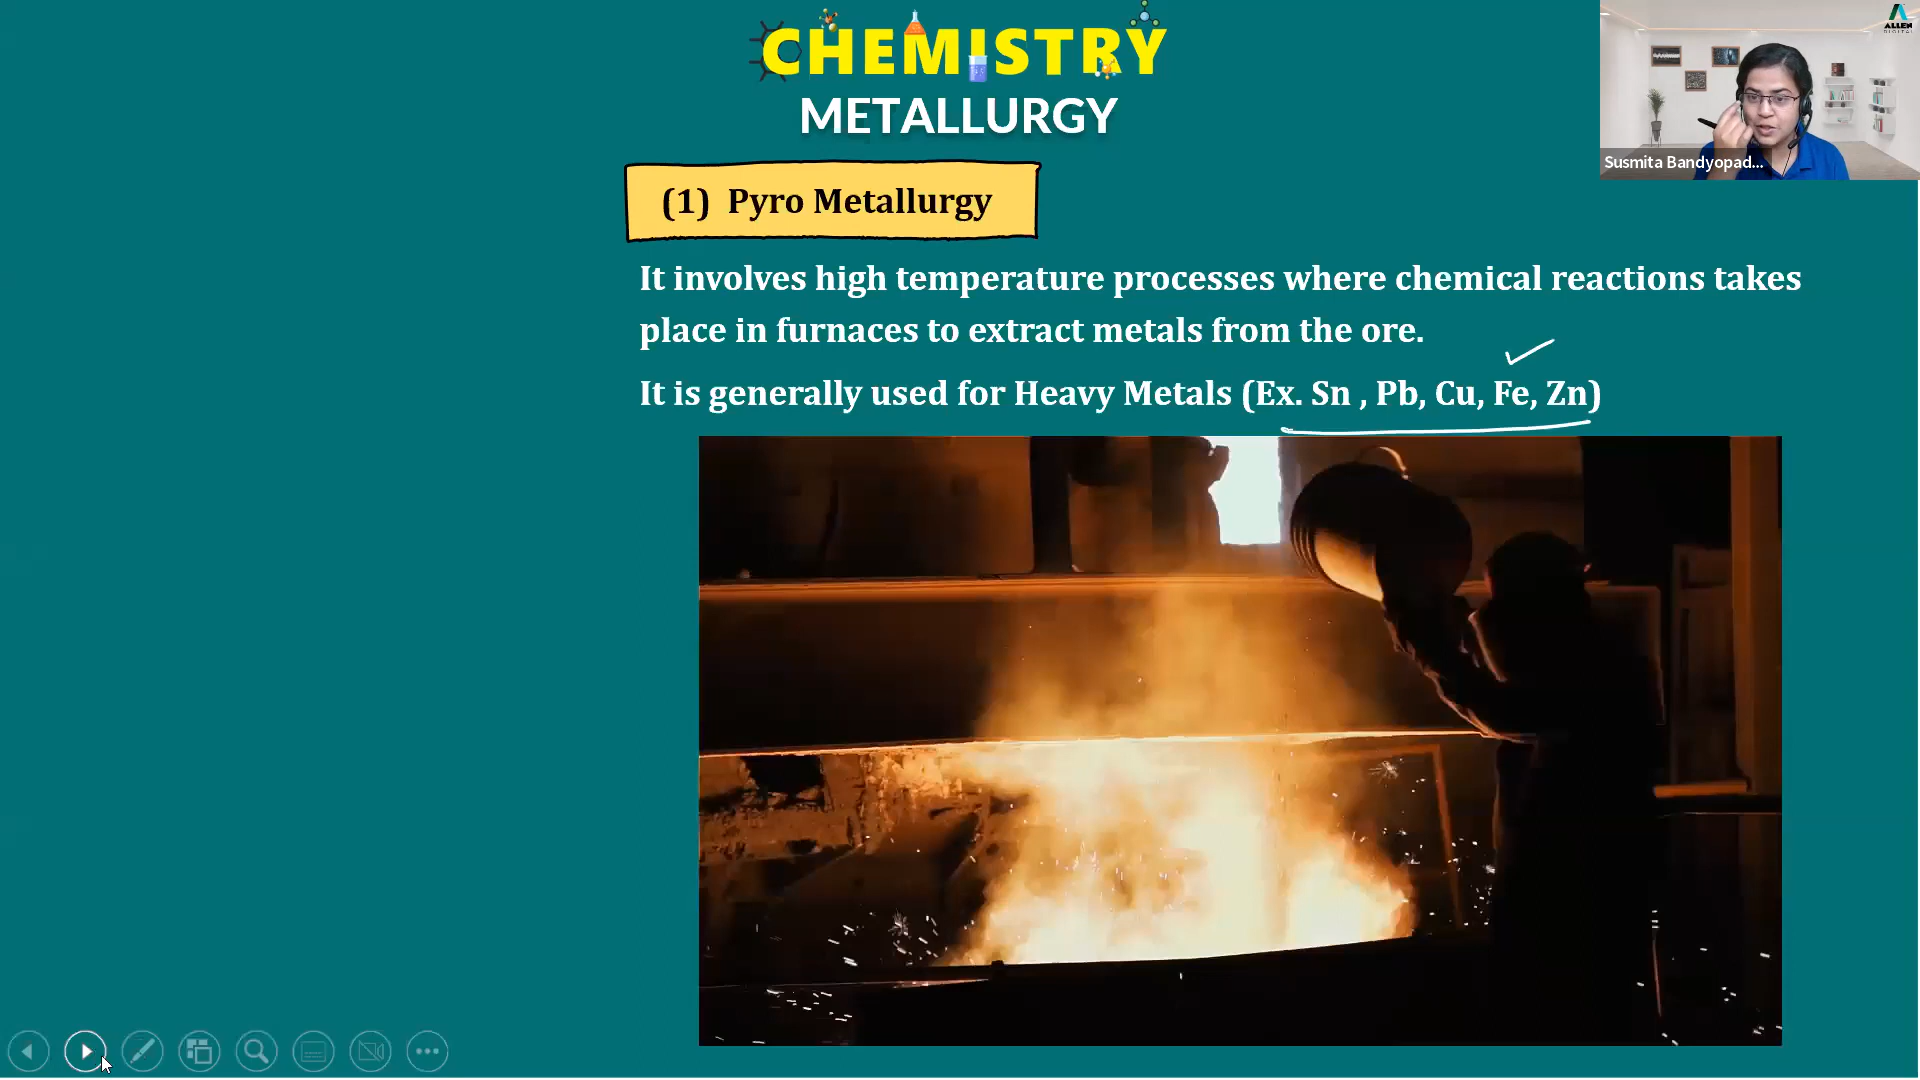 CHEMISTRY
METALLURGY
ALLEN
DIGITAL
Susmita Bandyopad...
(1) Pyro Metallurgy
It involves high temperature processes where chemical reactions takes
place in furnaces to extract metals from the ore.
It is generally used for Heavy Metals (Ex. Sn , Pb, Cu, Fe, Zn)